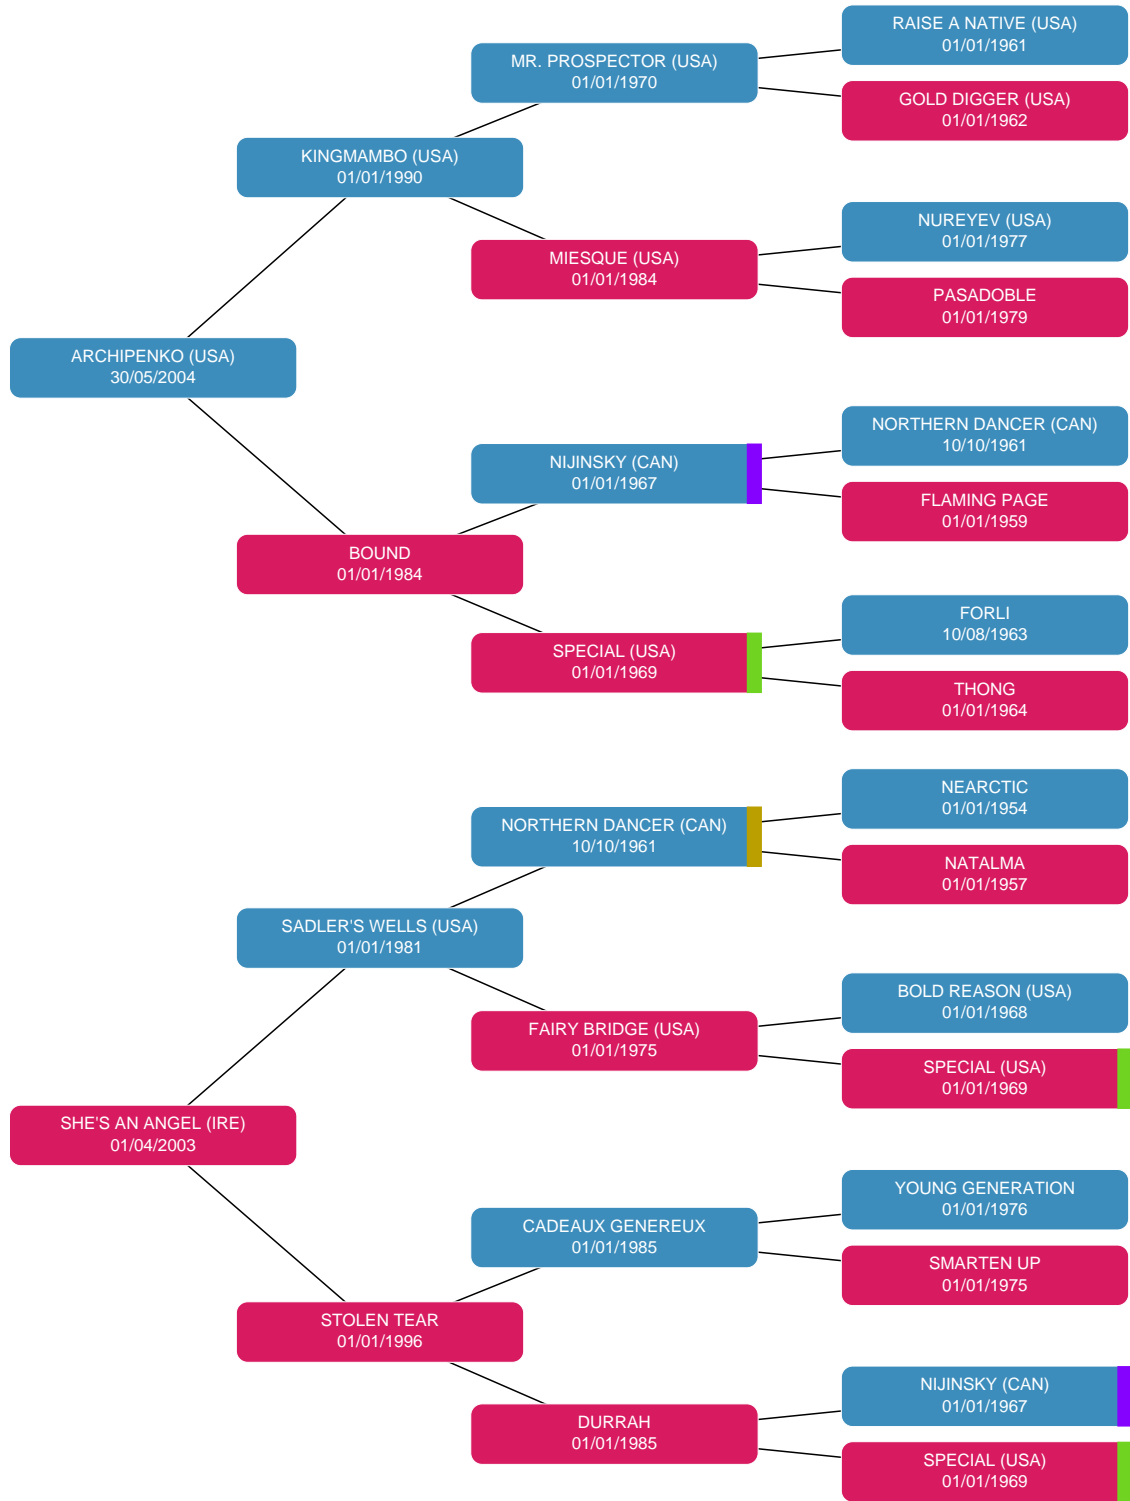 RAISE A NATIVE (USA)
01/01/1961
MR. PROSPECTOR (USA)
01/01/1970
GOLD DIGGER (USA)
01/01/1962
KINGMAMBO (USA)
01/01/1990
NUREYEV (USA)
01/01/1977
MIESQUE (USA)
01/01/1984
PASADOBLE
01/01/1979
ARCHIPENKO (USA)
30/05/2004
NORTHERN DANCER (CAN)
10/10/1961
NIJINSKY (CAN)
01/01/1967
FLAMING PAGE
01/01/1959
BOUND
01/01/1984
FORLI
10/08/1963
SPECIAL (USA)
01/01/1969
THONG
01/01/1964
NEARCTIC
01/01/1954
NORTHERN DANCER (CAN)
10/10/1961
NATALMA
01/01/1957
SADLER'S WELLS (USA)
01/01/1981
BOLD REASON (USA)
01/01/1968
FAIRY BRIDGE (USA)
01/01/1975
SPECIAL (USA)
01/01/1969
SHE'S AN ANGEL (IRE)
01/04/2003
YOUNG GENERATION
01/01/1976
CADEAUX GENEREUX
01/01/1985
SMARTEN UP
01/01/1975
STOLEN TEAR
01/01/1996
NIJINSKY (CAN)
01/01/1967
DURRAH
01/01/1985
SPECIAL (USA)
01/01/1969